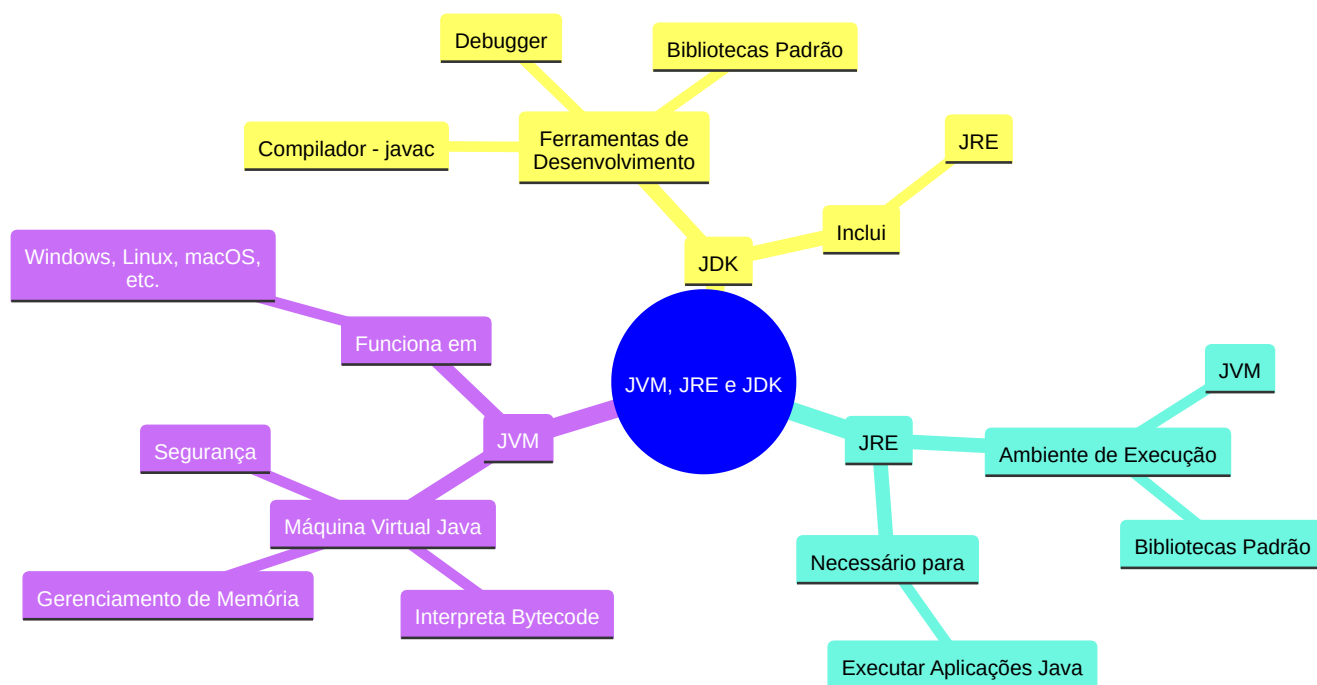 Debugger
Bibliotecas Padrão
Compilador - javac
Ferramentas de
Desenvolvimento
JRE
Inclui
JDK
Windows, Linux, macOS,
etc.
Funciona em
JVM, JRE e JDK
JVM
Segurança
Máquina Virtual Java
Gerenciamento de Memória
Interpreta Bytecode
JVM
JRE
Ambiente de Execução
Bibliotecas Padrão
Necessário para
Executar Aplicações Java